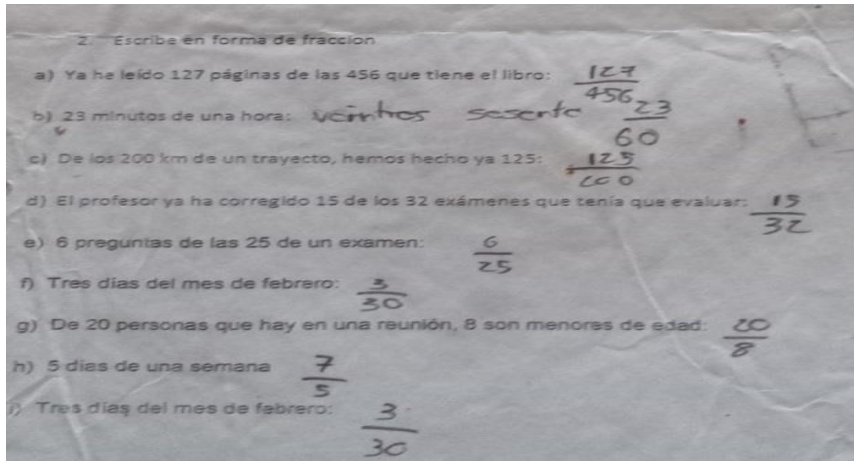 2. Escribe en forma de fracción
a) Ya he leído 127 páginas de las 456 que tiene el libro: 127/456
b) 23 minutos de una hora: veintitres sesenta 23/60
c) De los 200 km de un trayecto, hemos hecho ya 125: 125/200
d) El profesor ya ha corregido 15 de los 32 exámenes que tenía que evaluar: 15/32
e) 6 preguntas de las 25 de un examen: 6/25
f) Tres días del mes de febrero: 3/30
g) De 20 personas que hay en una reunión, 8 son menores de edad: 20/8
h) 5 días de una semana 7/5
i) Tres días del mes de febrero: 3/30